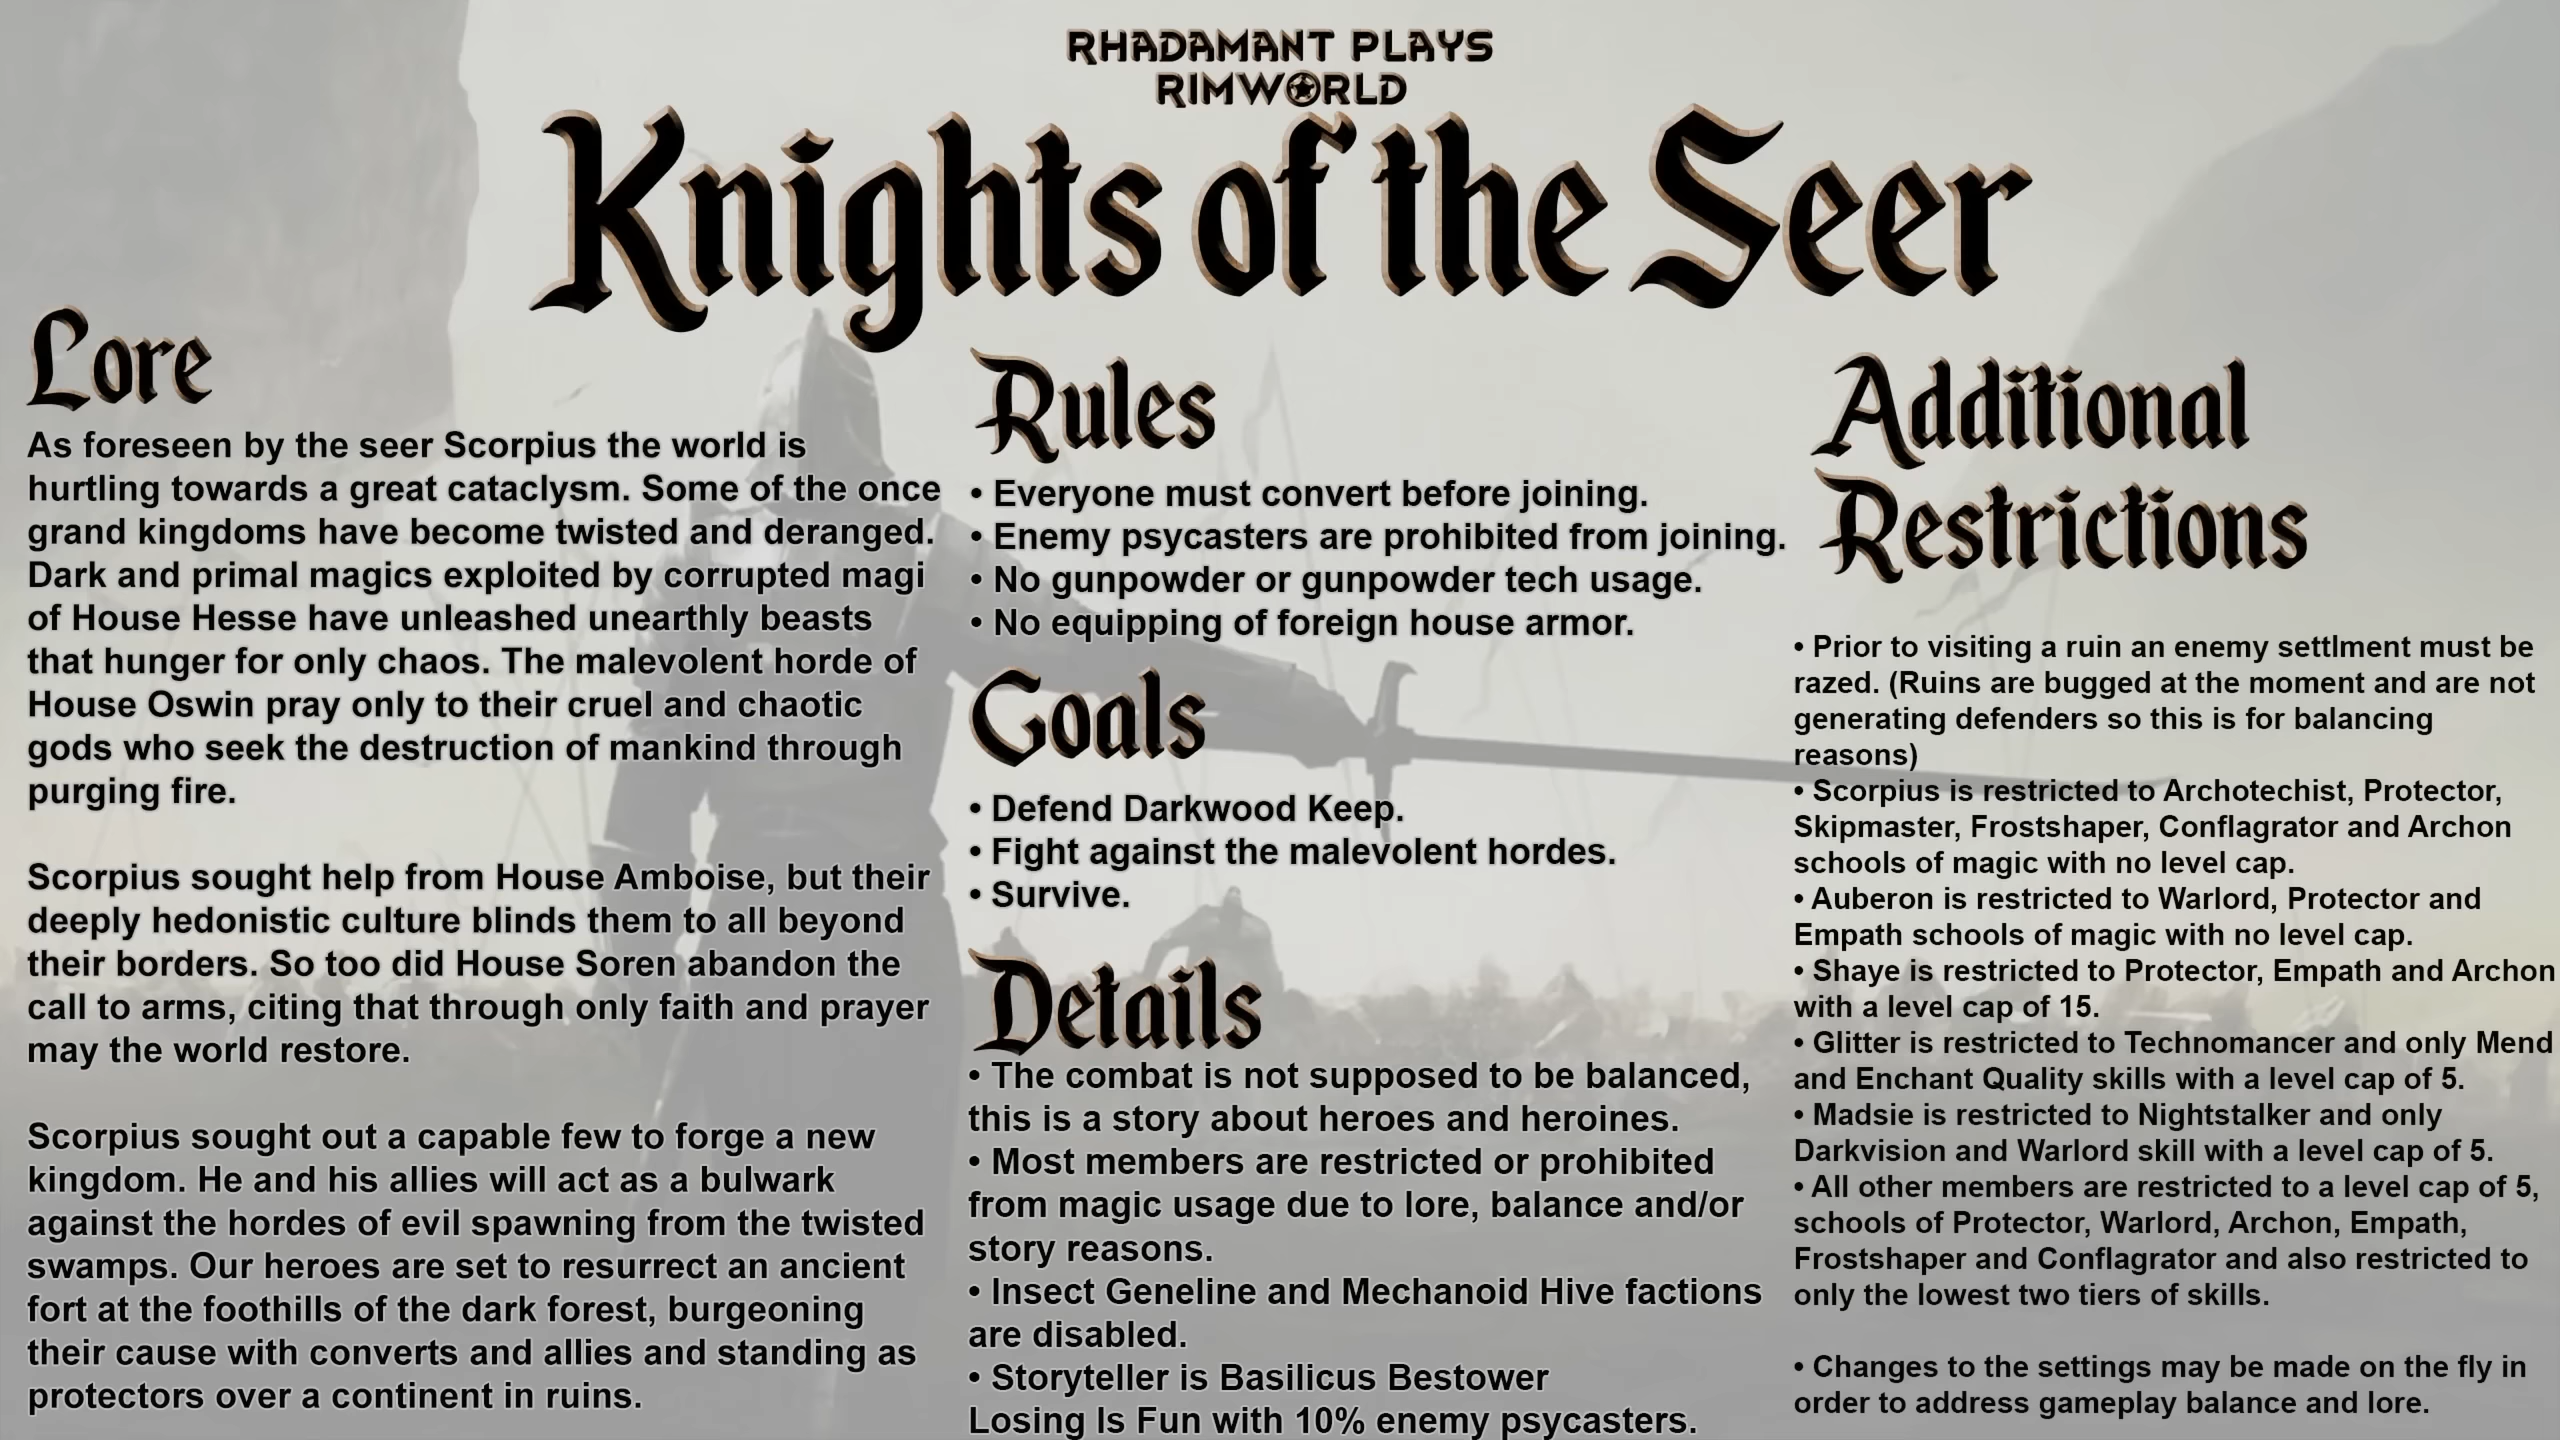 RHADAMANT PLAYS
RIMWORLD
Knights of the Seer
Lore
As foreseen by the seer Scorpius the world is
hurtling towards a great cataclysm. Some of the once
grand kingdoms have become twisted and deranged.
Dark and primal magics exploited by corrupted magi
of House Hesse have unleashed unearthly beasts
that hunger for only chaos. The malevolent horde of
House Oswin pray only to their cruel and chaotic
gods who seek the destruction of mankind through
purging fire.
Scorpius sought help from House Amboise, but their
deeply hedonistic culture blinds them to all beyond
their borders. So too did House Soren abandon the
call to arms, citing that through only faith and prayer
may the world restore.
Scorpius sought out a capable few to forge a new
kingdom. He and his allies will act as a bulwark
against the hordes of evil spawning from the twisted
swamps. Our heroes are set to resurrect an ancient
fort at the foothills of the dark forest, burgeoning
their cause with converts and allies and standing as
protectors over a continent in ruins.
Rules
• Everyone must convert before joining.
• Enemy psycasters are prohibited from joining.
• No gunpowder or gunpowder tech usage.
• No equipping of foreign house armor.
Goals
• Defend Darkwood Keep.
• Fight against the malevolent hordes.
• Survive.
Details
• The combat is not supposed to be balanced,
this is a story about heroes and heroines.
• Most members are restricted or prohibited
from magic usage due to lore, balance and/or
story reasons.
• Insect Geneline and Mechanoid Hive factions
are disabled.
• Storyteller is Basilicus Bestower
Losing Is Fun with 10% enemy psycasters.
Additional
Restrictions
• Prior to visiting a ruin an enemy settlment must be
razed. (Ruins are bugged at the moment and are not
generating defenders so this is for balancing
reasons)
• Scorpius is restricted to Archotechist, Protector,
Skipmaster, Frostshaper, Conflagrator and Archon
schools of magic with no level cap.
• Auberon is restricted to Warlord, Protector and
Empath schools of magic with no level cap.
• Shaye is restricted to Protector, Empath and Archon
with a level cap of 15.
• Glitter is restricted to Technomancer and only Mend
and Enchant Quality skills with a level cap of 5.
• Madsie is restricted to Nightstalker and only
Darkvision and Warlord skill with a level cap of 5.
• All other members are restricted to a level cap of 5,
schools of Protector, Warlord, Archon, Empath,
Frostshaper and Conflagrator and also restricted to
only the lowest two tiers of skills.
• Changes to the settings may be made on the fly in
order to address gameplay balance and lore.